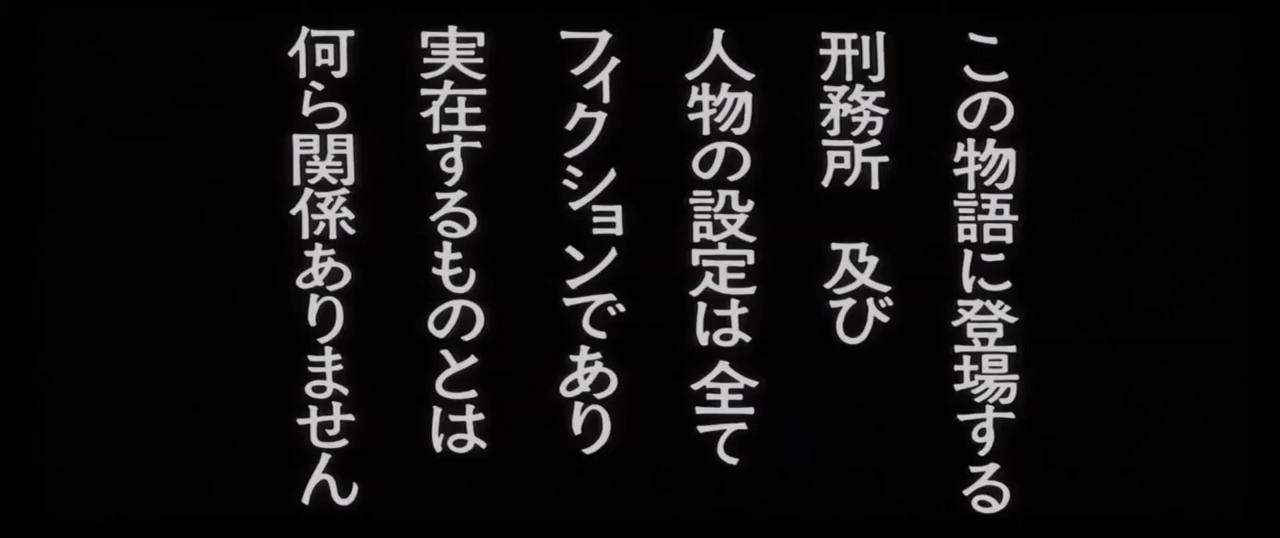 この物語に登場する
刑務所　及び
人物の設定は全て
フィクションであり
実在するものとは
何ら関係ありません